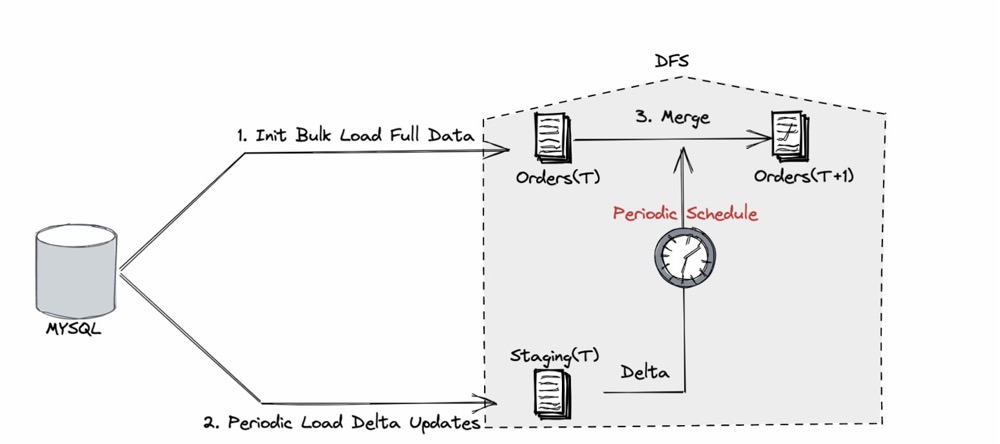 DFS
1. Init Bulk Load Full Data
3. Merge
Orders(T)
Orders(T+1)
Periodic Schedule
MYSQL
Staging(T)
Delta
2. Periodic Load Delta Updates